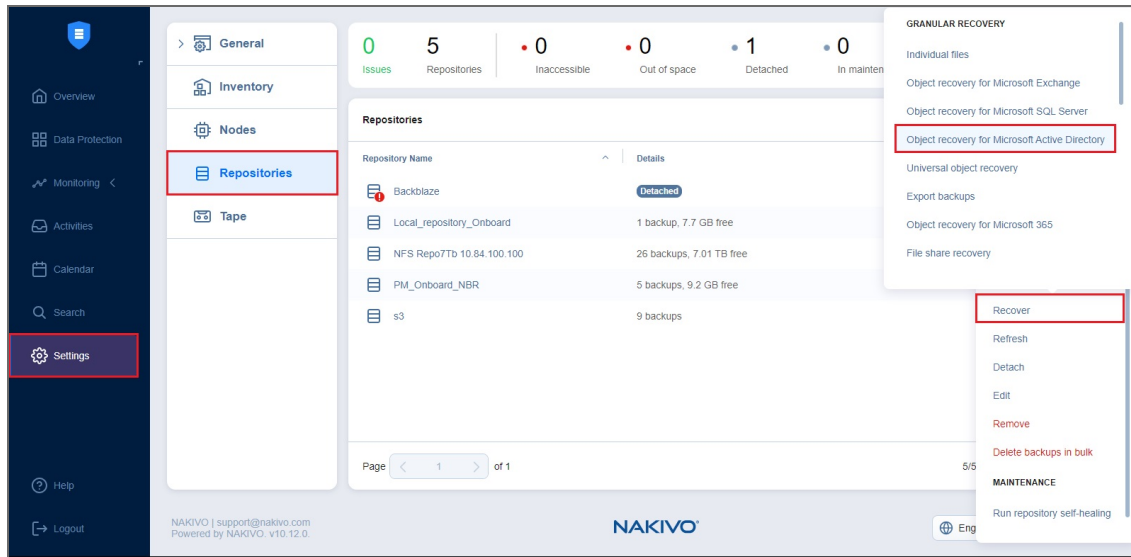 Overview
Data Protection
Monitoring
Activities
Calendar
Search
Settings
Help
Logout
General
Inventory
Nodes
Repositories
Tape
0
Issues
5
Repositories
0
Inaccessible
0
Out of space
1
Detached
0
In mainten
Repositories
Repository Name
Details
Backblaze
Detached
Local_repository_Onboard
1 backup, 7.7 GB free
NFS Repo7Tb 10.84.100.100
26 backups, 7.01 TB free
PM_Onboard_NBR
5 backups, 9.2 GB free
s3
9 backups
Page
1
of 1
5/5
GRANULAR RECOVERY
Individual files
Object recovery for Microsoft Exchange
Object recovery for Microsoft SQL Server
Object recovery for Microsoft Active Directory
Universal object recovery
Export backups
Object recovery for Microsoft 365
File share recovery
Recover
Refresh
Detach
Edit
Remove
Delete backups in bulk
MAINTENANCE
Run repository self-healing
NAKIVO | support@nakivo.com
Powered by NAKIVO. v10.12.0.
NAKIVO®
Eng